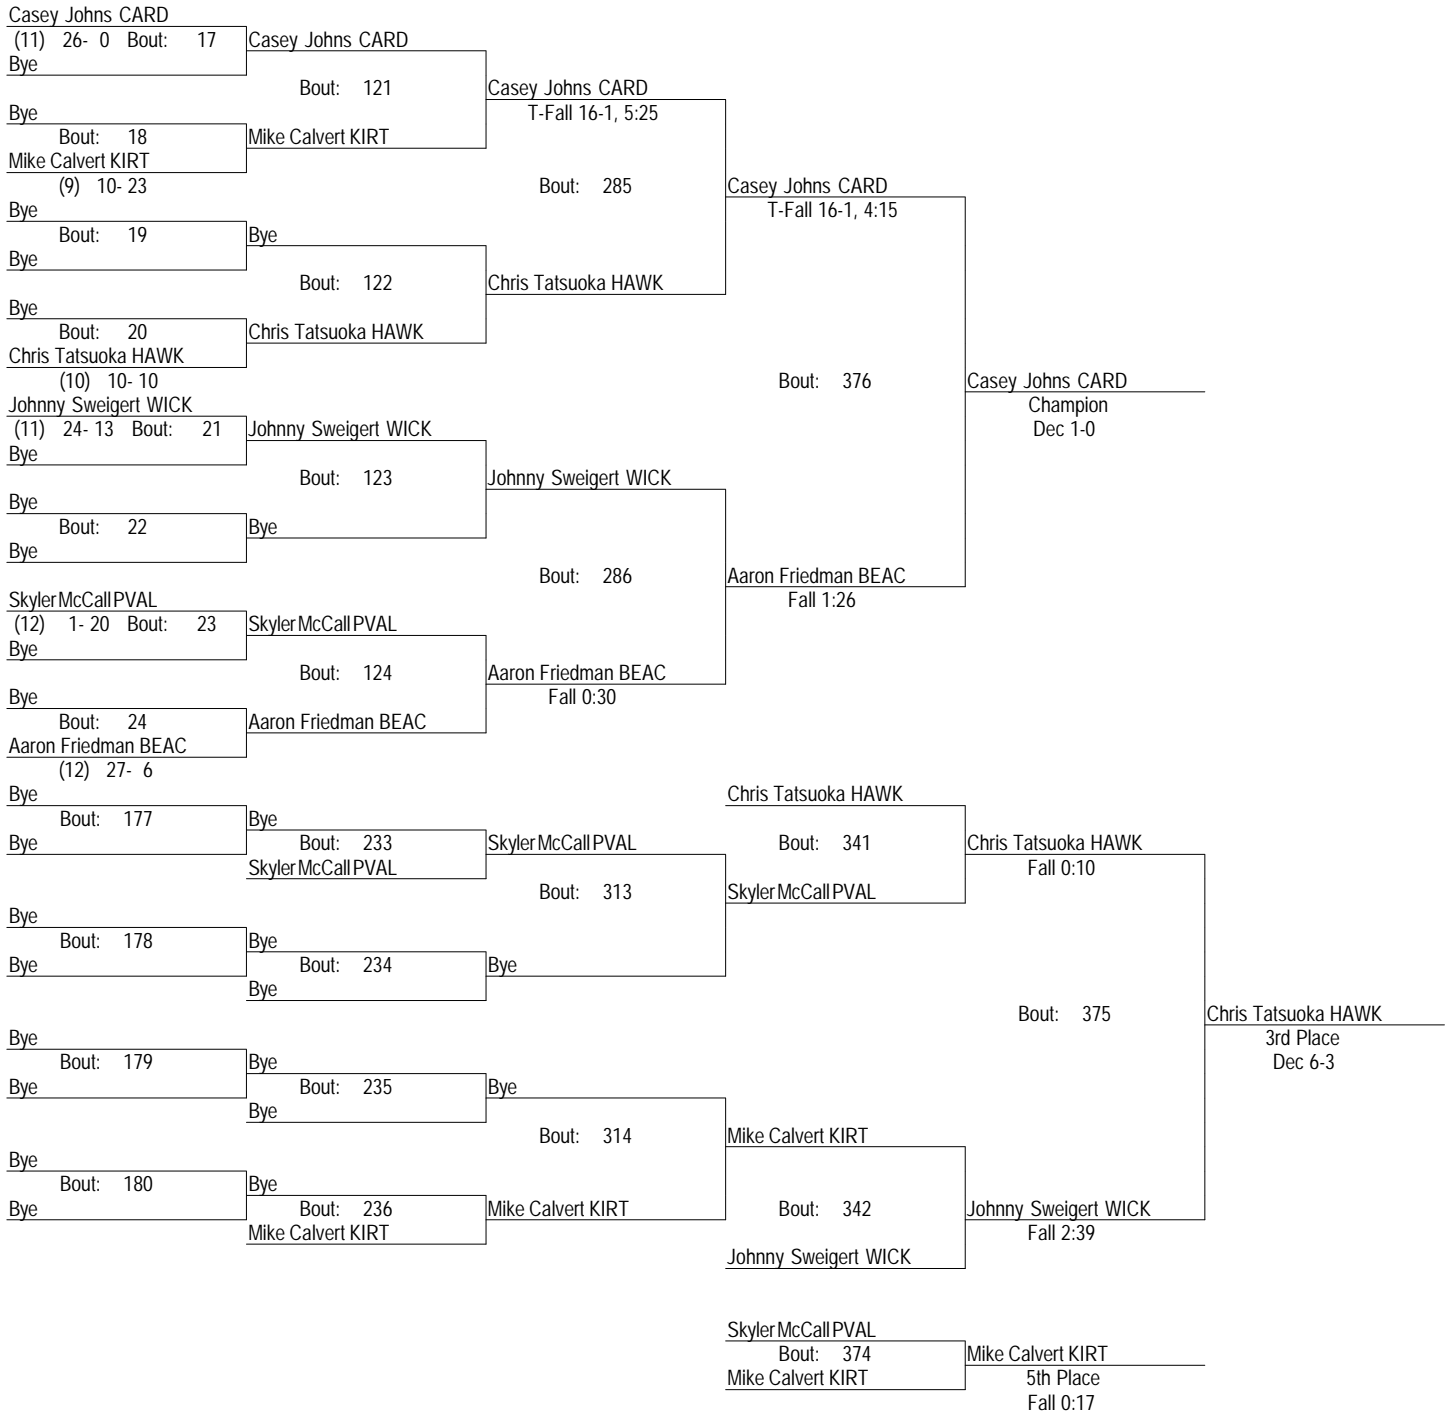 Casey Johns CARD
(11) 26- 0 Bout: 17 Casey Johns CARD
Bye
Bout: 121 Casey Johns CARD
Bye T-Fall 16-1, 5:25
Bout: 18 Mike Calvert KIRT
Mike Calvert KIRT
(9) 10- 23 Bout: 285 Casey Johns CARD
Bye T-Fall 16-1, 4:15
Bout: 19 Bye
Bye
Bout: 122 Chris Tatsuoka HAWK
Bye
Bout: 20 Chris Tatsuoka HAWK
Chris Tatsuoka HAWK
(10) 10- 10 Bout: 376 Casey Johns CARD
Johnny Sweigert WICK Champion
(11) 24- 13 Bout: 21 Johnny Sweigert WICK Dec 1-0
Bye
Bout: 123 Johnny Sweigert WICK
Bye
Bout: 22 Bye
Bye
Bout: 286 Aaron Friedman BEAC
Skyler McCall PVAL Fall 1:26
(12) 1- 20 Bout: 23 Skyler McCall PVAL
Bye
Bout: 124 Aaron Friedman BEAC
Bye Fall 0:30
Bout: 24 Aaron Friedman BEAC
Aaron Friedman BEAC
(12) 27- 6
Bye Chris Tatsuoka HAWK
Bout: 177 Bye
Bye Bout: 233 Skyler McCall PVAL Bout: 341 Chris Tatsuoka HAWK
Skyler McCall PVAL Fall 0:10
Bout: 313 Skyler McCall PVAL
Bye
Bout: 178 Bye
Bye Bout: 234 Bye
Bye
Bout: 375 Chris Tatsuoka HAWK
Bye 3rd Place
Bout: 179 Bye Dec 6-3
Bye Bout: 235 Bye
Bye
Bout: 314 Mike Calvert KIRT
Bye
Bout: 180 Bye
Bye Bout: 236 Mike Calvert KIRT Bout: 342 Johnny Sweigert WICK
Mike Calvert KIRT Fall 2:39
Johnny Sweigert WICK
Skyler McCall PVAL
Bout: 374 Mike Calvert KIRT
Mike Calvert KIRT 5th Place
Fall 0:17